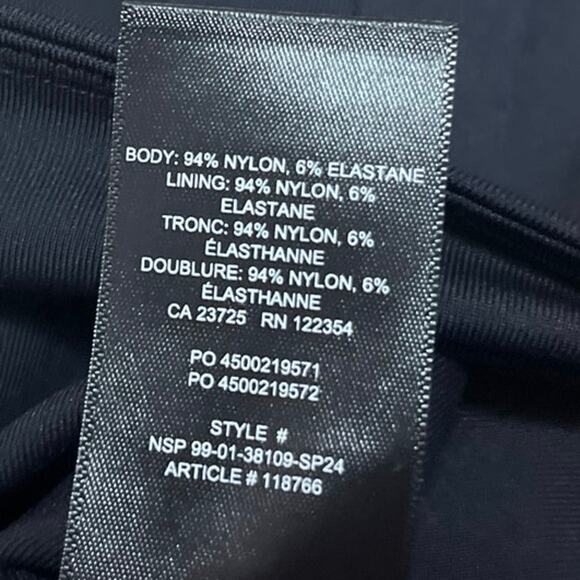 BODY: 94% NYLON, 6% ELASTANE
LINING: 94% NYLON, 6%
ELASTANE
TRONC: 94% NYLON, 6%
ÉLASTHANNE
DOUBLURE: 94% NYLON, 6%
ÉLASTHANNE
CA 23725 RN 122354
PO 4500219571
PO 4500219572
STYLE #
NSP 99-01-38109-SP24
ARTICLE # 118766